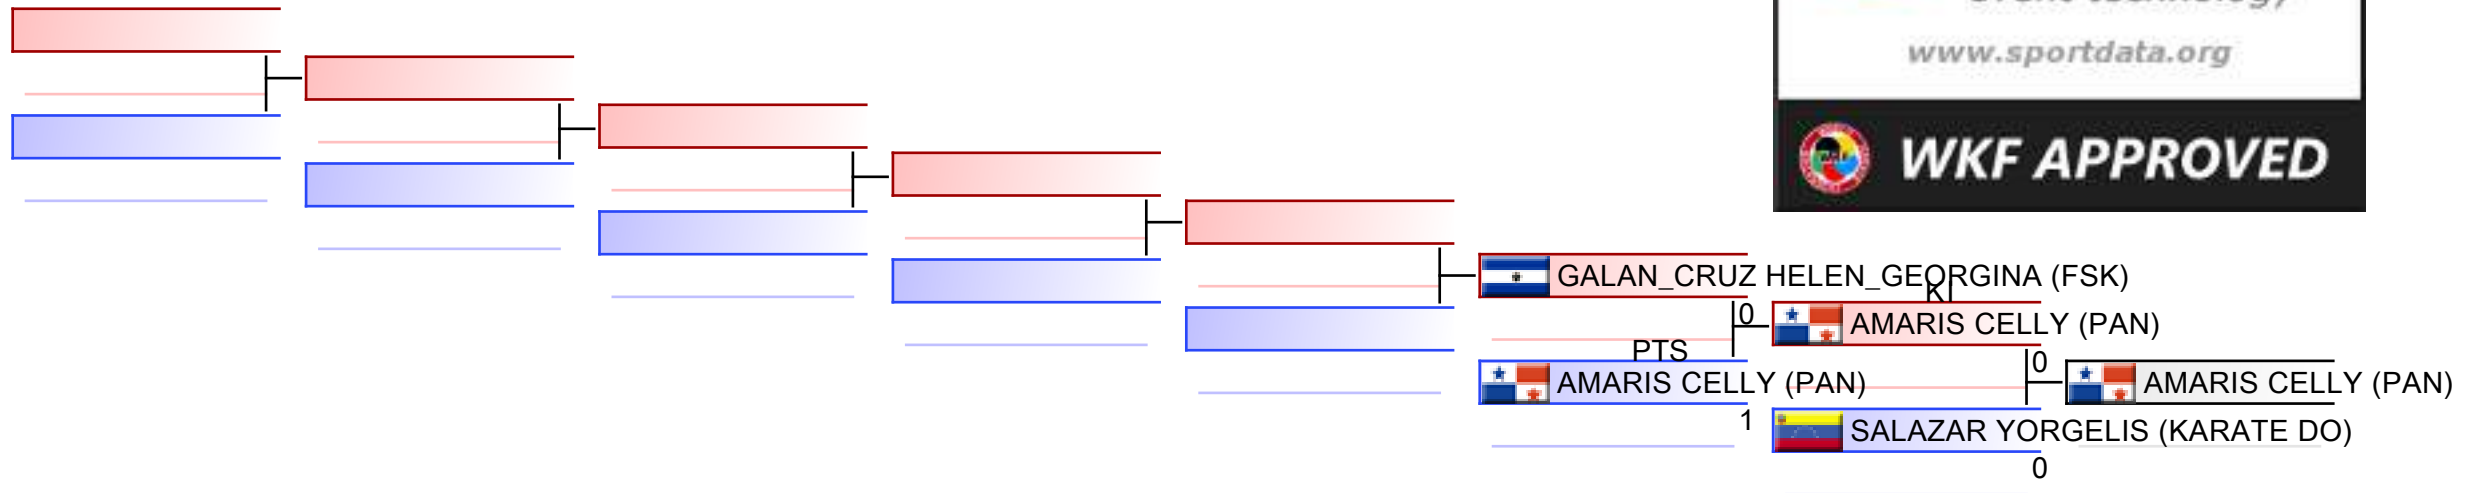 www.sportdata.org
WKF APPROVED
GALAN_CRUZ HELEN_GEORGINA (FSK)
KI
0
AMARIS CELLY (PAN)
PTS
0
AMARIS CELLY (PAN)
AMARIS CELLY (PAN)
1
SALAZAR YORGELIS (KARATE DO)
0